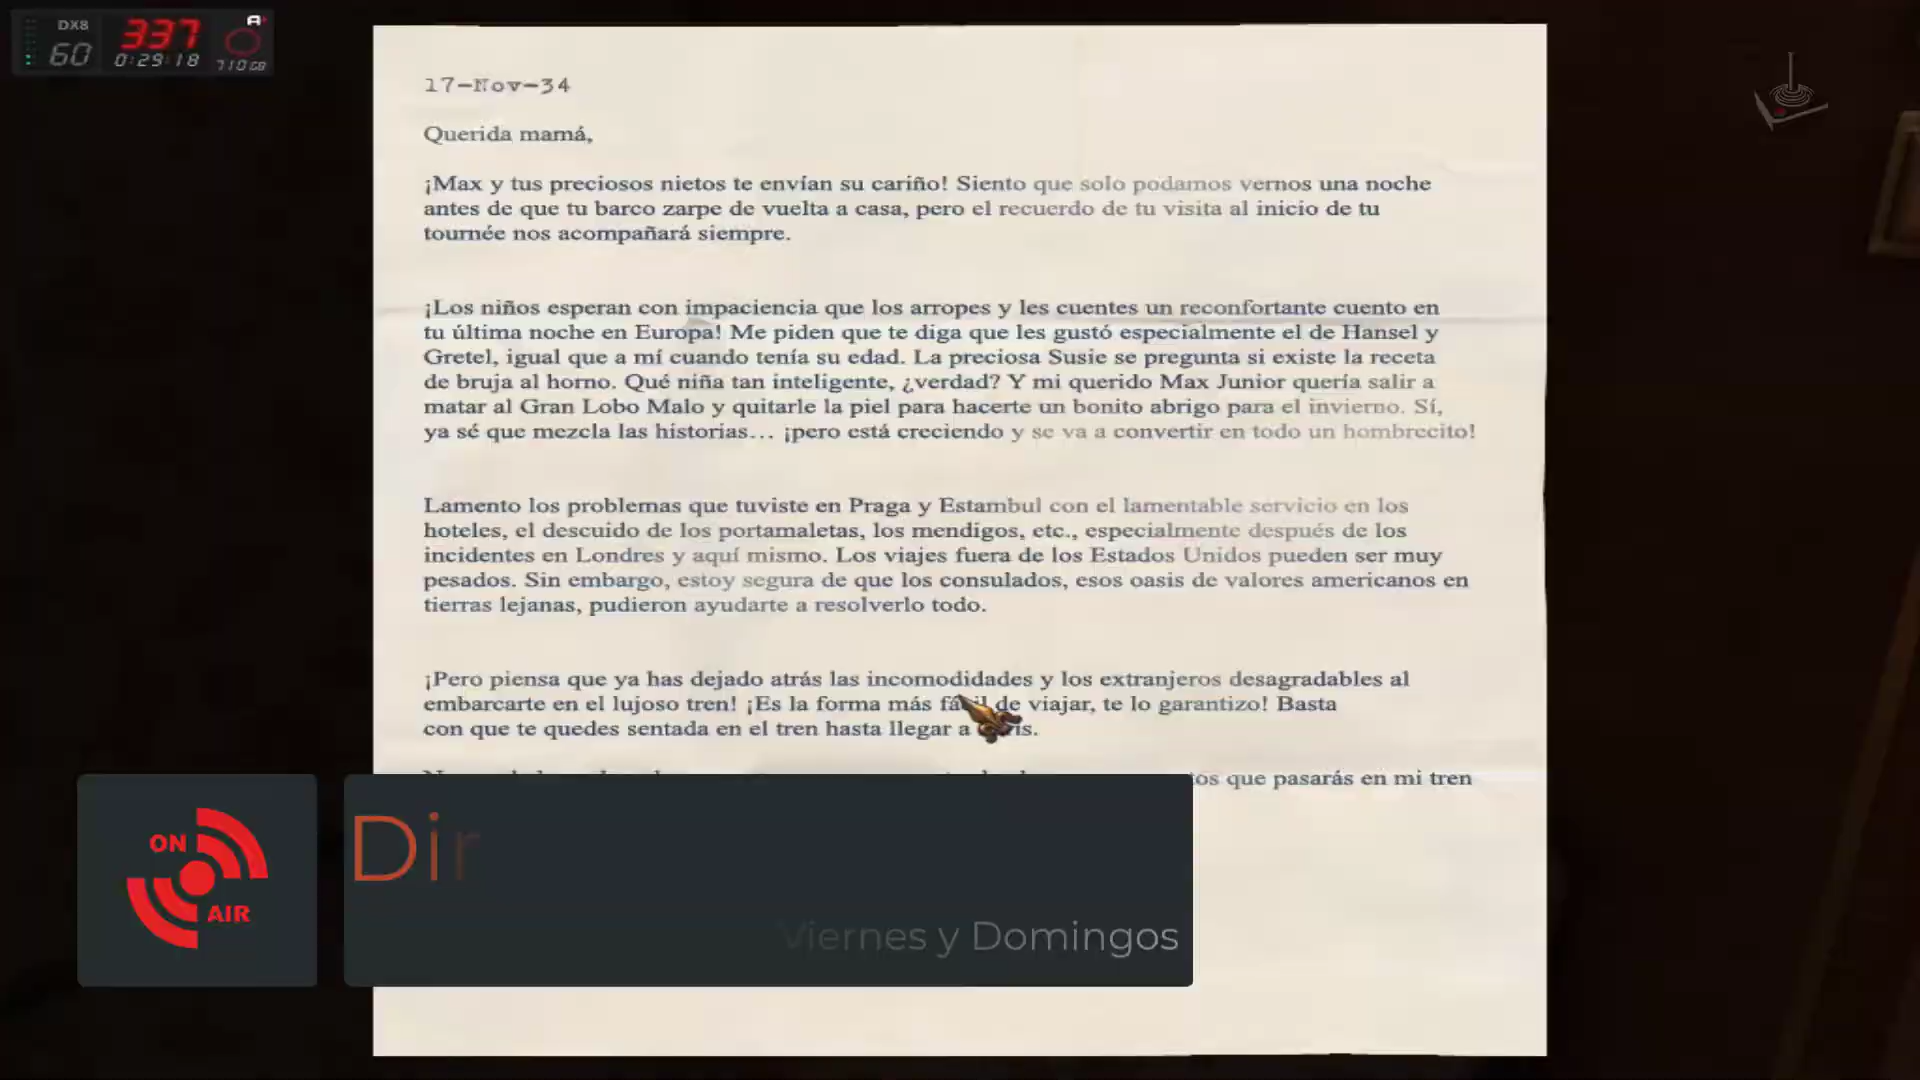 DX8
60
337
0:29:18
710GB
17-Nov-34
Querida mamá,
¡Max y tus preciosos nietos te envían su cariño! Siento que solo podamos vernos una noche
antes de que tu barco zarpe de vuelta a casa, pero el recuerdo de tu visita al inicio de tu
tournée nos acompañará siempre.
¡Los niños esperan con impaciencia que los arropes y les cuentes un reconfortante cuento en
tu última noche en Europa! Me piden que te diga que les gustó especialmente el de Hansel y
Gretel, igual que a mí cuando tenía su edad. La preciosa Susie se pregunta si existe la receta
de bruja al horno. Qué niña tan inteligente, ¿verdad? Y mi querido Max Junior quería salir a
matar al Gran Lobo Malo y quitarle la piel para hacerte un bonito abrigo para el invierno. Sí,
ya sé que mezcla las historias... ¡pero está creciendo y se va a convertir en todo un hombrecito!
Lamento los problemas que tuviste en Praga y Estambul con el lamentable servicio en los
hoteles, el descuido de los portamaletas, los mendigos, etc., especialmente después de los
incidentes en Londres y aquí mismo. Los viajes fuera de los Estados Unidos pueden ser muy
pesados. Sin embargo, estoy segura de que los consulados, esos oasis de valores americanos en
tierras lejanas, pudieron ayudarte a resolverlo todo.
¡Pero piensa que ya has dejado atrás las incomodidades y los extranjeros desagradables al
embarcarte en el lujoso tren! ¡Es la forma más fácil de viajar, te lo garantizo! Basta
con que te quedes sentada en el tren hasta llegar a
que pasarás en mi tren
ON
AIR
Dir
Viernes y Domingos